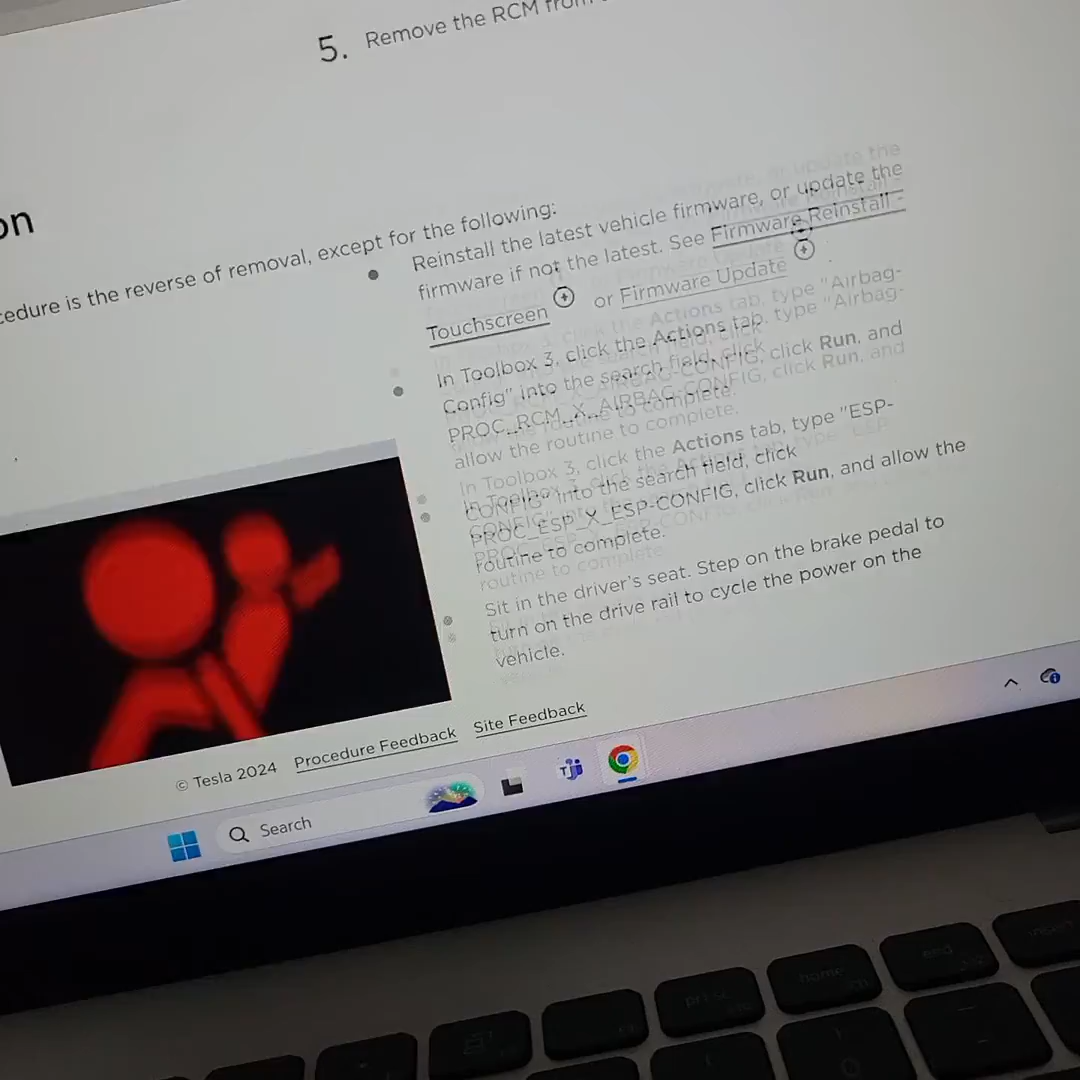 5. Remove the RCM from
on
cedure is the reverse of removal, except for the following:
Reinstall the latest vehicle firmware, or update the
firmware if not the latest. See Firmware Reinstall -
Touchscreen or Firmware Update
In Toolbox 3, click the Actions tab, type "Airbag-
Config" into the search field, click
PROC_RCM_X_AIRBAG-CONFIG, click Run, and
allow the routine to complete.
In Toolbox 3, click the Actions tab, type "ESP-
CONFIG" into the search field, click
PROC_ESP_X_ESP-CONFIG, click Run, and allow the
routine to complete.
Sit in the driver's seat. Step on the brake pedal to
turn on the drive rail to cycle the power on the
vehicle.
© Tesla 2024 Procedure Feedback Site Feedback
Search
home
end
insert